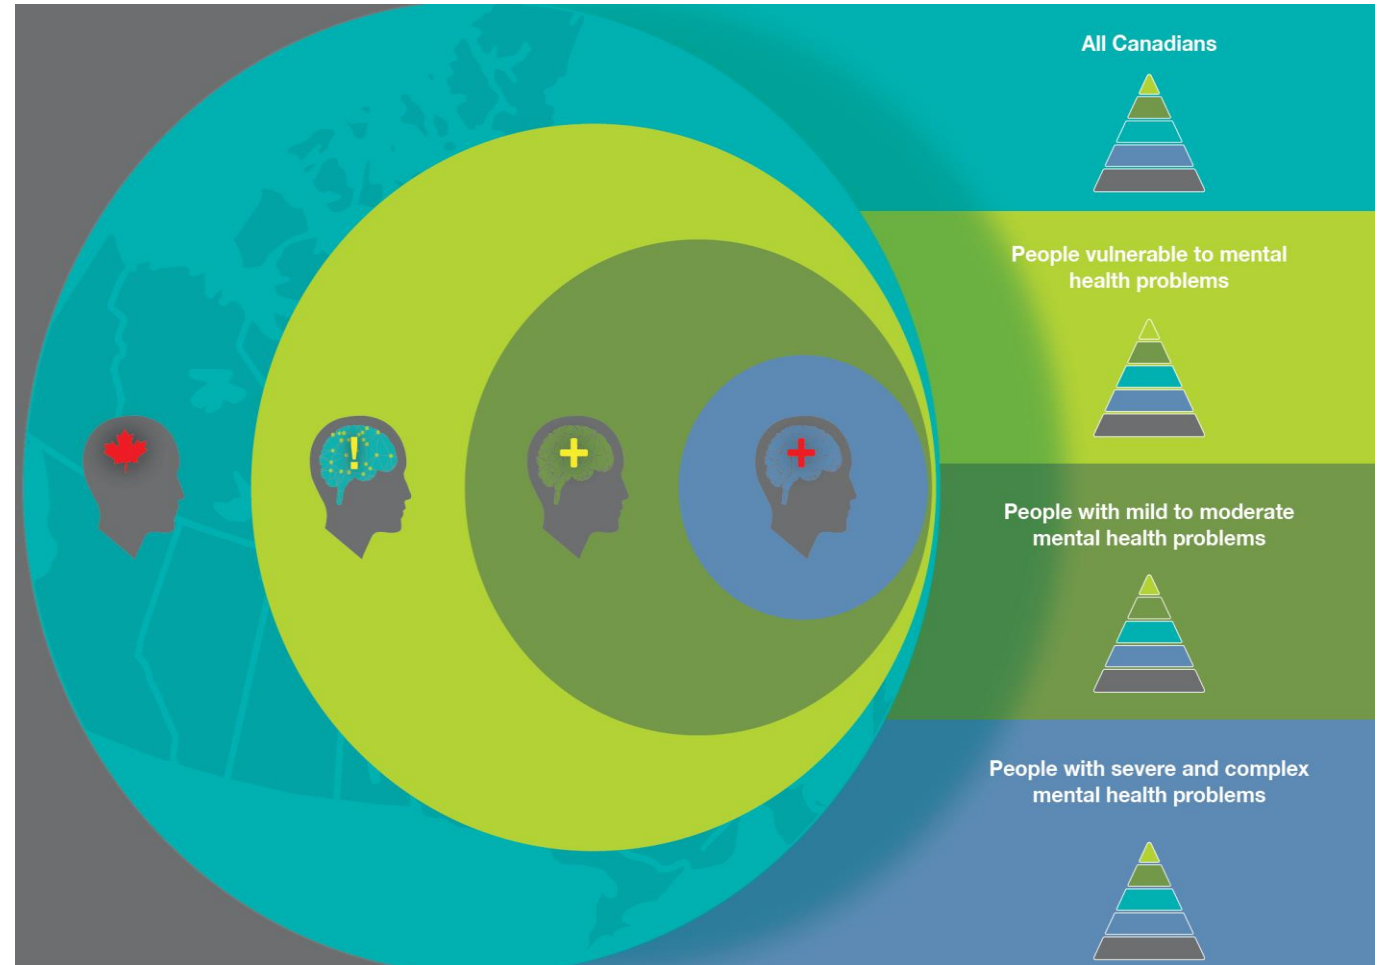 All Canadians
People vulnerable to mental
health problems
People with mild to moderate
mental health problems
People with severe and complex
mental health problems